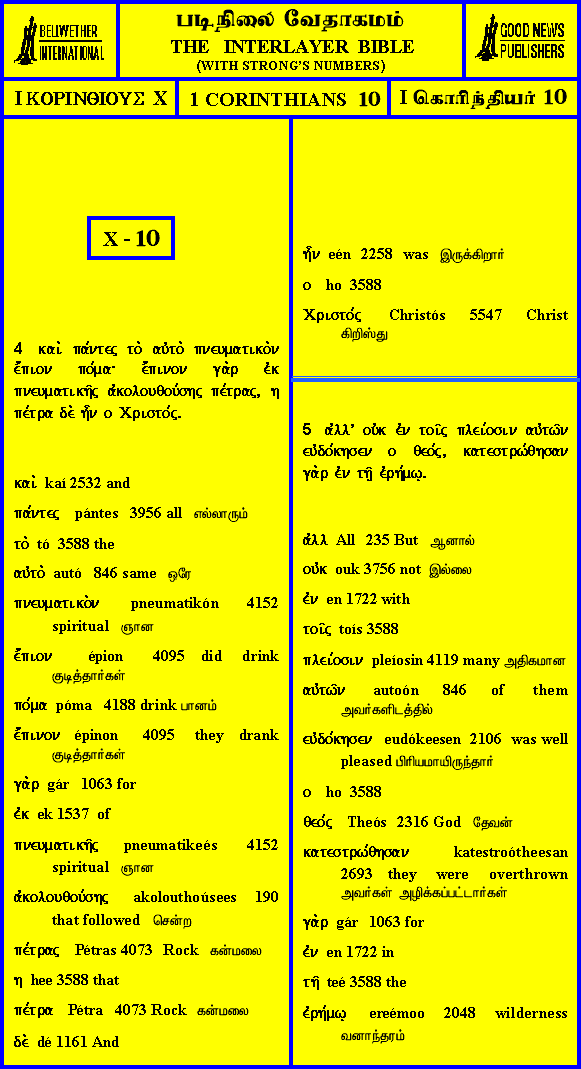 BELLWETHER
INTERNATIONAL
படிநிலை வேதாகமம்
THE INTERLAYER BIBLE
(WITH STRONG'S NUMBERS)
GOOD NEWS
PUBLISHERS
I ΚΟΡΙΝΘΙΟΥΣ X
1 CORINTHIANS 10
I கொரிந்தியர் 10
X - 10
4 καὶ πάντες τὸ αὐτὸ πνευματικὸν
ἔπιον πόμα· ἔπινον γὰρ ἐκ
πνευματικῆς ἀκολουθούσης πέτρας, η
πέτρα δὲ ἦν ο Χριστός.
καὶ kaí 2532 and
πάντες pántes 3956 all எல்லாரும்
τὸ tó 3588 the
αὐτὸ autó 846 same ஒரே
πνευματικὸν pneumatikón 4152
spiritual ஞான
ἔπιον épion 4095 did drink
குடித்தார்கள்
πόμα póma 4188 drink பானம்
ἔπινον épinon 4095 they drank
குடித்தார்கள்
γὰρ gár 1063 for
ἐκ ek 1537 of
πνευματικῆς pneumatikeés 4152
spiritual ஞான
ἀκολουθούσης akolouthoúsees 190
that followed சென்ற
πέτρας Pétras 4073 Rock கன்மலை
η hee 3588 that
πέτρα Pétra 4073 Rock கன்மலை
δὲ dé 1161 And
ἦν eén 2258 was இருக்கிறார்
ο ho 3588
Χριστός Christós 5547 Christ
கிறிஸ்து
5 ἀλλ' οὐκ ἐν τοῖς πλείοσιν αὐτῶν
εὐδόκησεν ο θεός, κατεστρώθησαν
γὰρ ἐν τῇ ἐρήμῳ.
ἀλλ All 235 But ஆனால்
οὐκ ouk 3756 not இல்லை
ἐν en 1722 with
τοῖς toís 3588
πλείοσιν pleíosin 4119 many அதிகமான
αὐτῶν autoón 846 of them
அவர்களிடத்தில்
εὐδόκησεν eudókeesen 2106 was well
pleased பிரியமாயிருந்தார்
ο ho 3588
θεός Theós 2316 God தேவன்
κατεστρώθησαν katestroótheesan
2693 they were overthrown
அவர்கள் அழிக்கப்பட்டார்கள்
γὰρ gár 1063 for
ἐν en 1722 in
τῇ teé 3588 the
ἐρήμῳ ereémoo 2048 wilderness
வனாந்தரம்